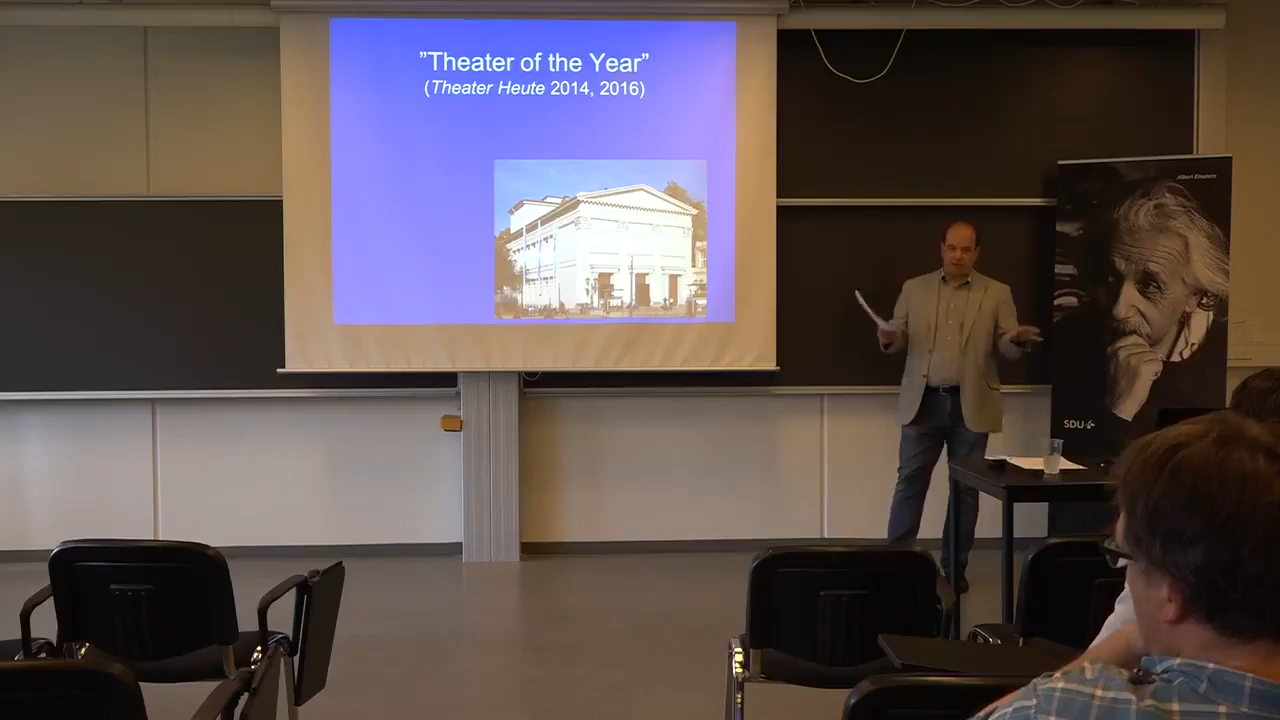 ”Theater of the Year”
(Theater Heute 2014, 2016)
Albert Einstein
SDU